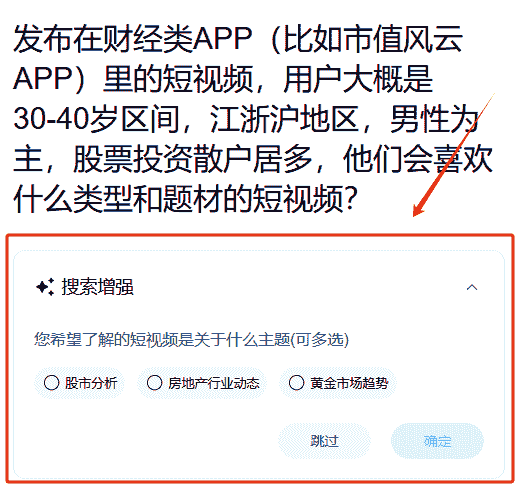 发布在财经类APP（比如市值风云
APP）里的短视频，用户大概是
30-40岁区间，江浙沪地区，男性为
主，股票投资散户居多，他们会喜欢
什么类型和题材的短视频？
搜索增强
您希望了解的短视频是关于什么主题(可多选)
股市分析 房地产行业动态 黄金市场趋势
跳过 确定